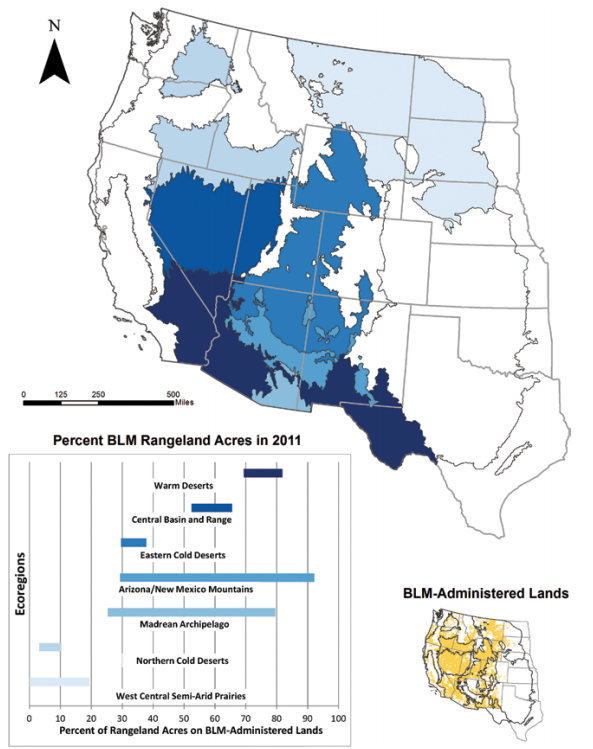 N
0 125 250 500
Miles
Percent BLM Rangeland Acres in 2011
Ecoregions
Warm Deserts
Central Basin and Range
Eastern Cold Deserts
Arizona/New Mexico Mountains
Madrean Archipelago
Northern Cold Deserts
West Central Semi-Arid Prairies
0 10 20 30 40 50 60 70 80 90 100
Percent of Rangeland Acres on BLM-Administered Lands
BLM-Administered Lands